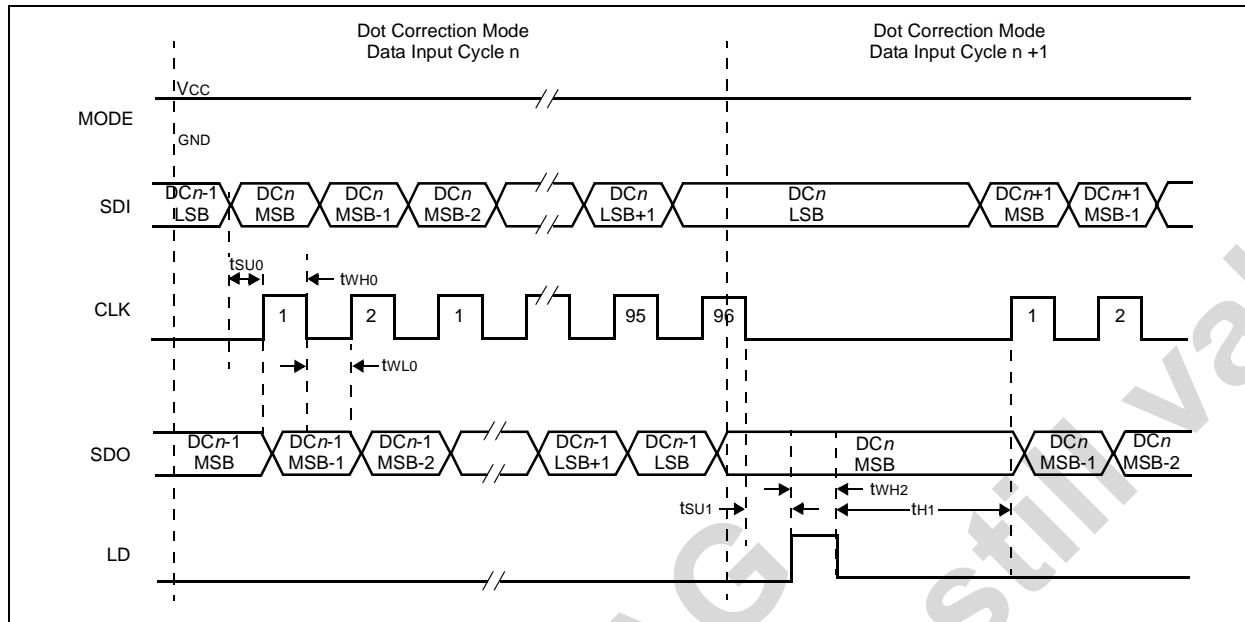 Dot Correction Mode
Data Input Cycle n
Dot Correction Mode
Data Input Cycle n +1
VCC
MODE
GND
SDI
DCn-1
LSB
DCn
MSB
DCn
MSB-1
DCn
MSB-2
DCn
LSB+1
DCn
LSB
DCn+1
MSB
DCn+1
MSB-1
tSU0
tWH0
CLK
1
2
1
95
96
1
2
tWL0
SDO
DCn-1
MSB
DCn-1
MSB-1
DCn-1
MSB-2
DCn-1
LSB+1
DCn-1
LSB
DCn
MSB
DCn
MSB-1
DCn
MSB-2
tWH2
tSU1
tH1
LD
AG
still va